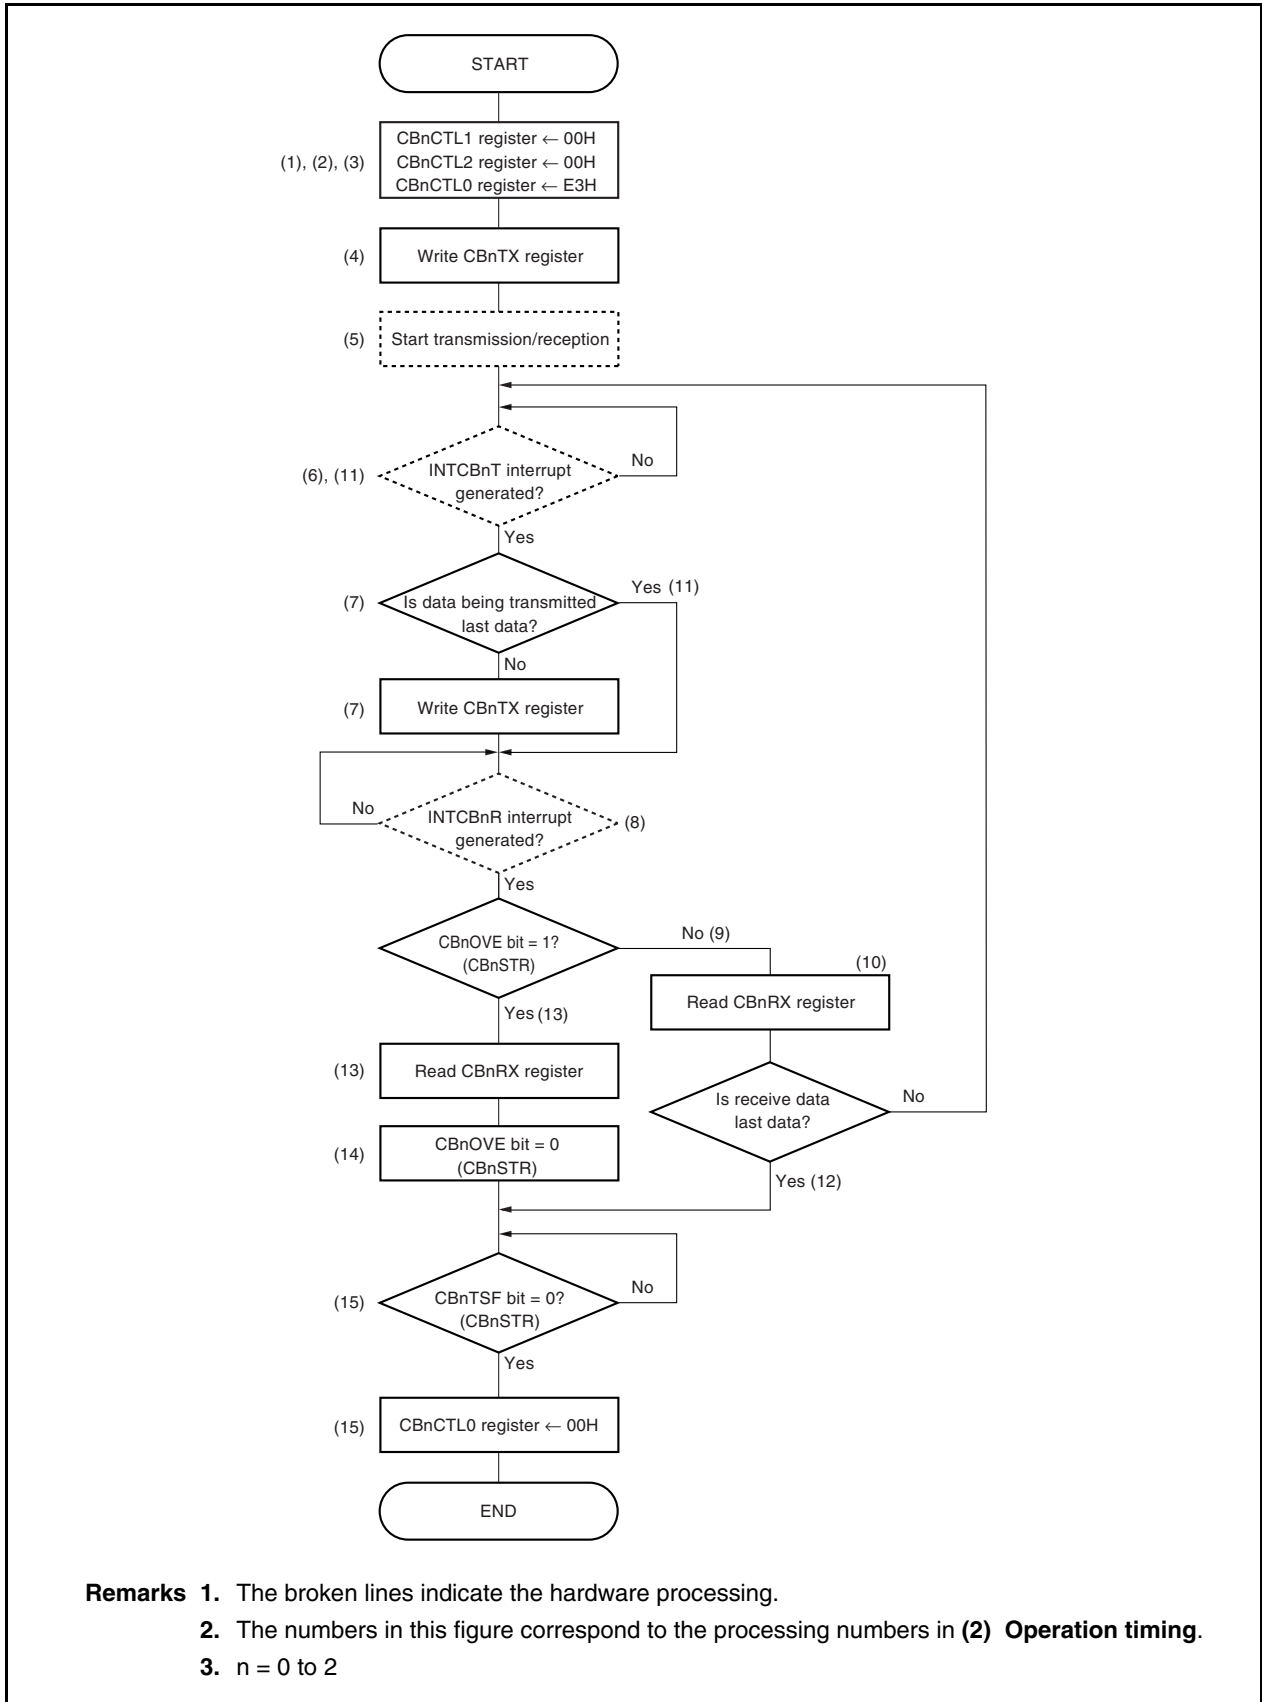 START
CBnCTL1 register ← 00H
(1), (2), (3) CBnCTL2 register ← 00H
CBnCTL0 register ← E3H
(4) Write CBnTX register
(5) Start transmission/reception
(6), (11) INTCBnT interrupt
generated?
No
Yes
(7) Is data being transmitted
last data?
Yes (11)
No
(7) Write CBnTX register
No
INTCBnR interrupt
generated?
(8)
Yes
CBnOVE bit = 1?
(CBnSTR)
No (9)
(10)
Read CBnRX register
Yes (13)
(13) Read CBnRX register
Is receive data
last data?
No
(14) CBnOVE bit = 0
(CBnSTR)
Yes (12)
(15) CBnTSF bit = 0?
(CBnSTR)
No
Yes
(15) CBnCTL0 register ← 00H
END
Remarks 1. The broken lines indicate the hardware processing.
2. The numbers in this figure correspond to the processing numbers in (2) Operation timing.
3. n = 0 to 2